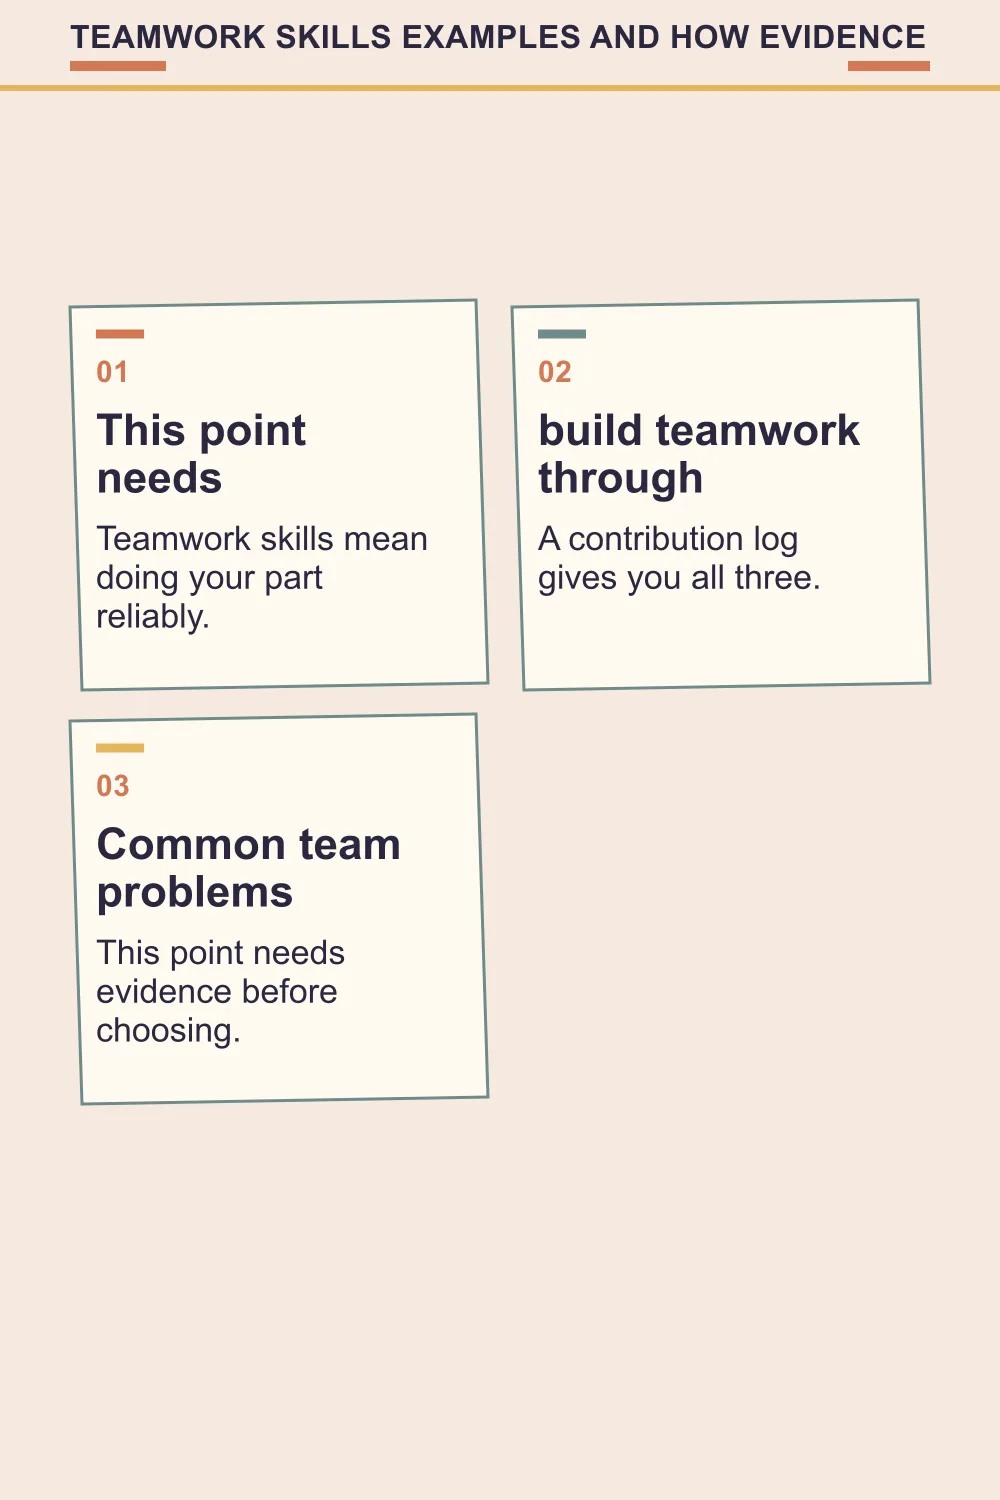 TEAMWORK SKILLS EXAMPLES AND HOW EVIDENCE
01
This point
needs
Teamwork skills mean
doing your part
reliably.
02
build teamwork
through
A contribution log
gives you all three.
03
Common team
problems
This point needs
evidence before
choosing.